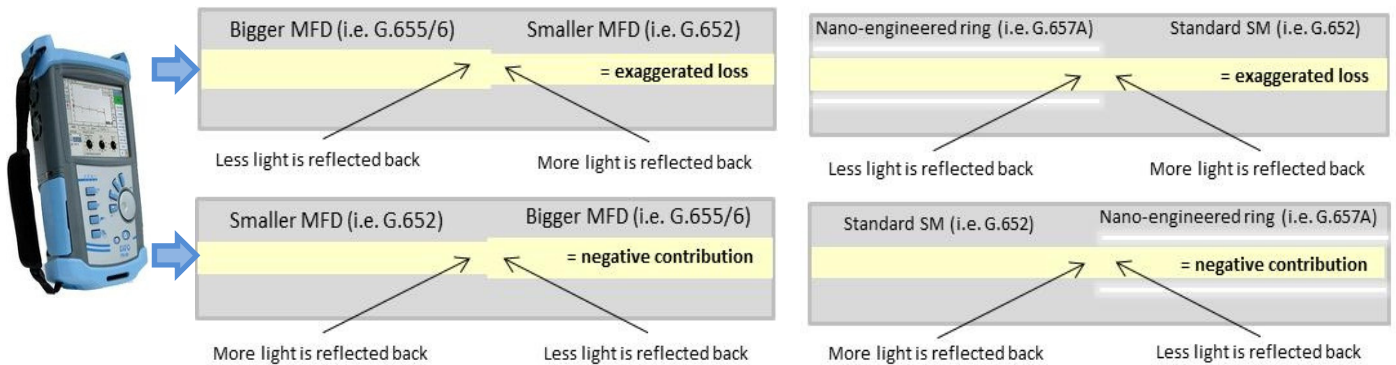 Bigger MFD (i.e. G.655/6)
Smaller MFD (i.e. G.652)
= exaggerated loss
Less light is reflected back
More light is reflected back
Nano-engineered ring (i.e. G.657A)
Standard SM (i.e. G.652)
= exaggerated loss
Less light is reflected back
More light is reflected back
Smaller MFD (i.e. G.652)
Bigger MFD (i.e. G.655/6)
= negative contribution
More light is reflected back
Less light is reflected back
Standard SM (i.e. G.652)
Nano-engineered ring (i.e. G.657A)
= negative contribution
More light is reflected back
Less light is reflected back